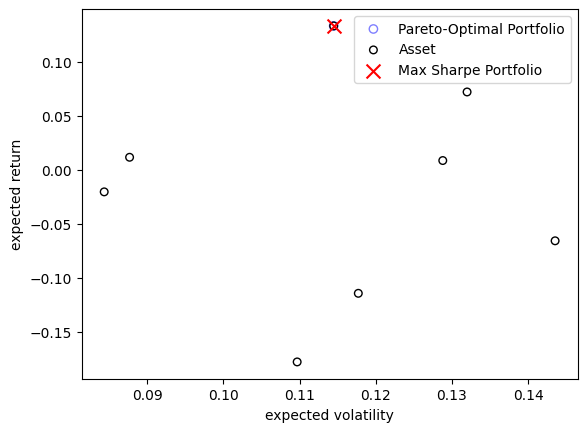 Pareto-Optimal Portfolio
Asset
Max Sharpe Portfolio
expected return
0.10
0.05
0.00
−0.05
−0.10
−0.15
0.09 0.10 0.11 0.12 0.13 0.14
expected volatility